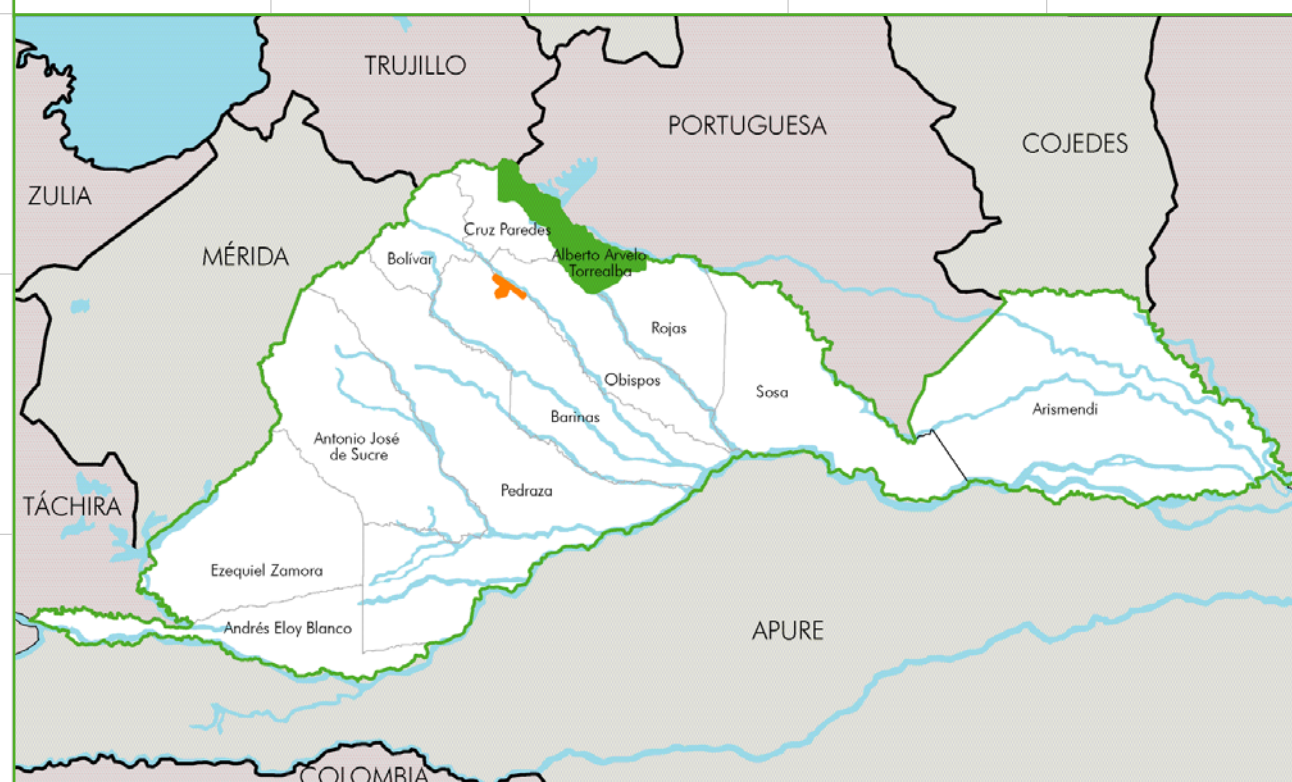 TRUJILLO
PORTUGUESA
COJEDES
ZULIA
MÉRIDA
Cruz Paredes
Bolívar
Alberto Arvelo
Torrealba
Rojas
Obispos
Sosa
Barinas
Arismendi
Antonio José
de Sucre
Pedraza
TÁCHIRA
Ezequiel Zamora
Andrés Eloy Blanco
APURE
COLOMBIA